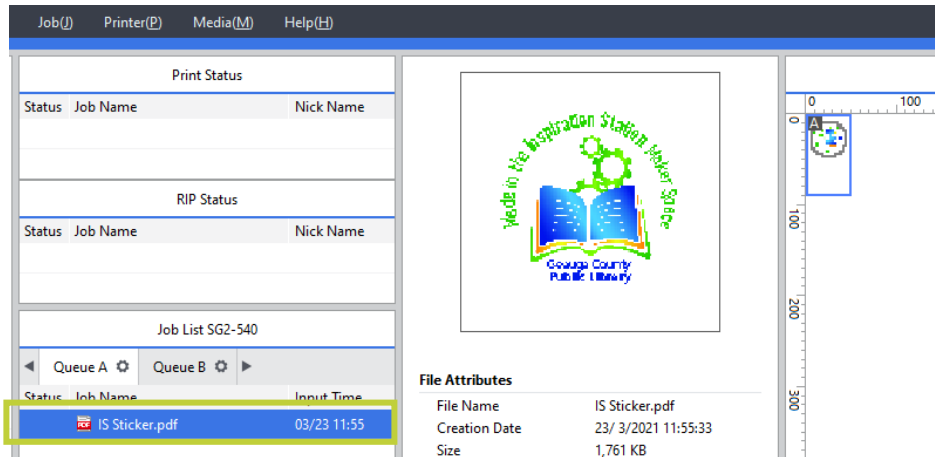 Job(J) Printer(P) Media(M) Help(H)
Print Status
Status Job Name Nick Name
RIP Status
Status Job Name Nick Name
Job List SG2-540
Queue A Queue B
Status Job Name Input Time
PDF IS Sticker.pdf 03/23 11:55
Made in the Inspiration Station Maker Space
Geauga County
Public Library
File Attributes
File Name IS Sticker.pdf
Creation Date 23/ 3/2021 11:55:33
Size 1,761 KB
0 100
A
0
100
200
300